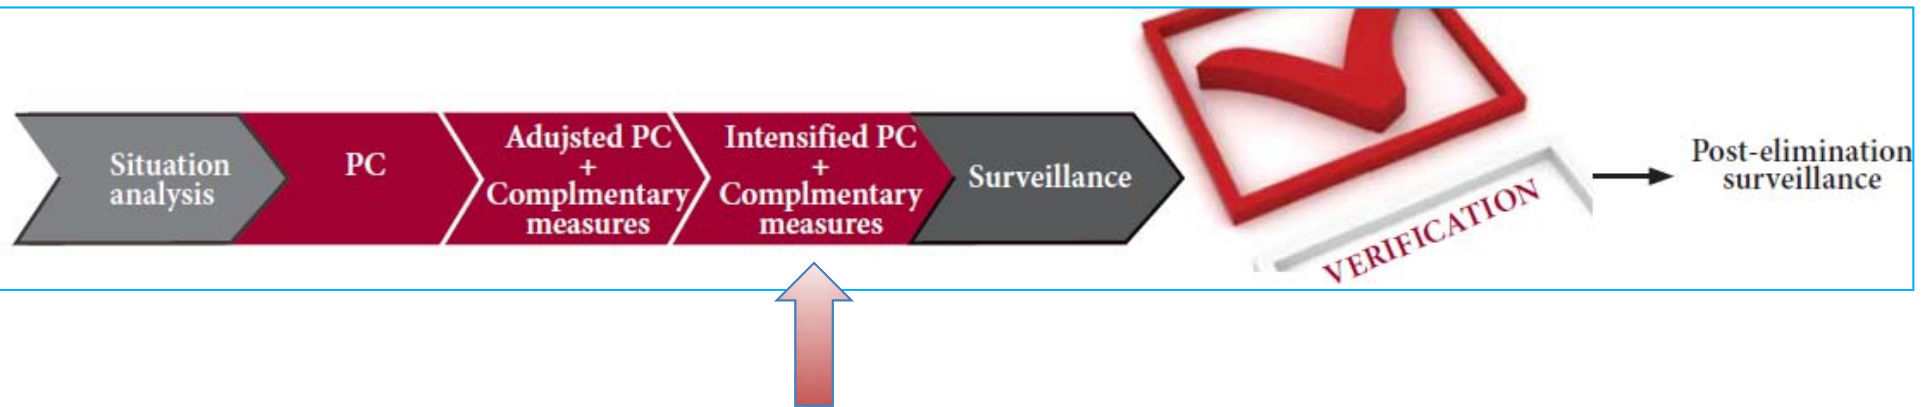 Situation
analysis
PC
Adujsted PC
+
Complmentary
measures
Intensified PC
+
Complmentary
measures
Surveillance
VERIFICATION
Post-elimination
surveillance